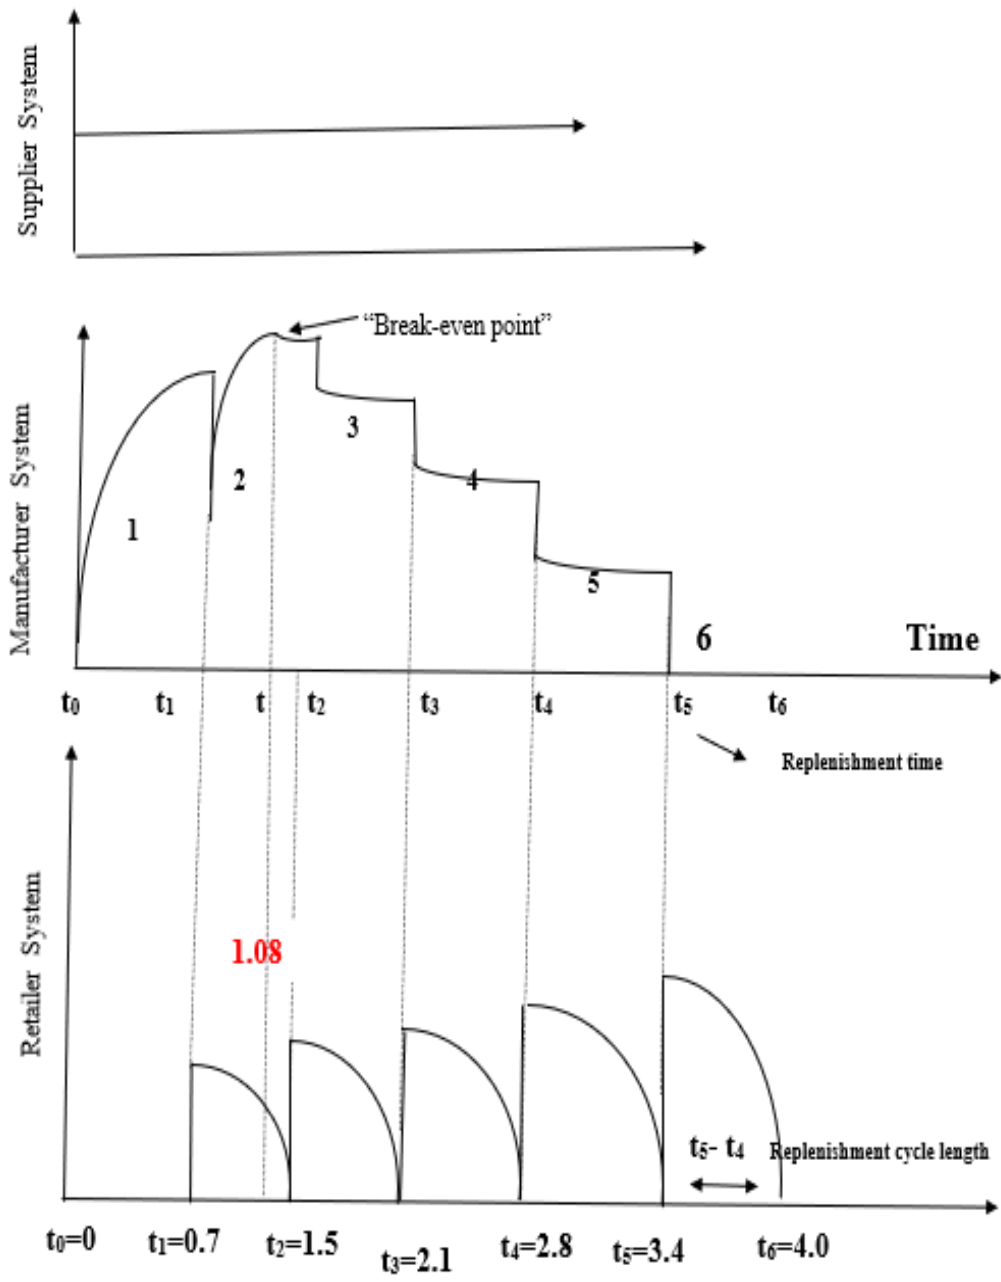 Supplier System
Manufacturer System
“Break-even point”
1
2
3
4
5
6
Time
t₀
t₁
t
t₂
t₃
t₄
t₅
t₆
Replenishment time
Retailer System
1.08
t₅- t₄
Replenishment cycle length
t₀=0
t₁=0.7
t₂=1.5
t₃=2.1
t₄=2.8
t₅=3.4
t₆=4.0